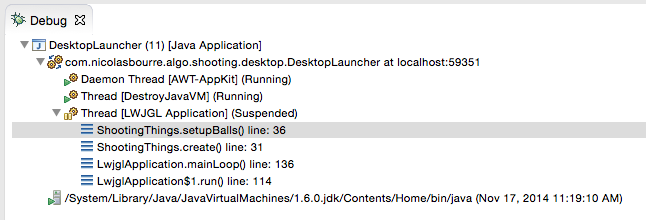 Debug
DesktopLauncher (11) [Java Application]
com.nicolasbourre.algo.shooting.desktop.DesktopLauncher at localhost:59351
Daemon Thread [AWT-AppKit] (Running)
Thread [DestroyJavaVM] (Running)
Thread [LWJGL Application] (Suspended)
ShootingThings.setupBalls() line: 36
ShootingThings.create() line: 31
LwjglApplication.mainLoop() line: 136
LwjglApplication$1.run() line: 114
/System/Library/Java/JavaVirtualMachines/1.6.0.jdk/Contents/Home/bin/java (Nov 17, 2014 11:19:10 AM)